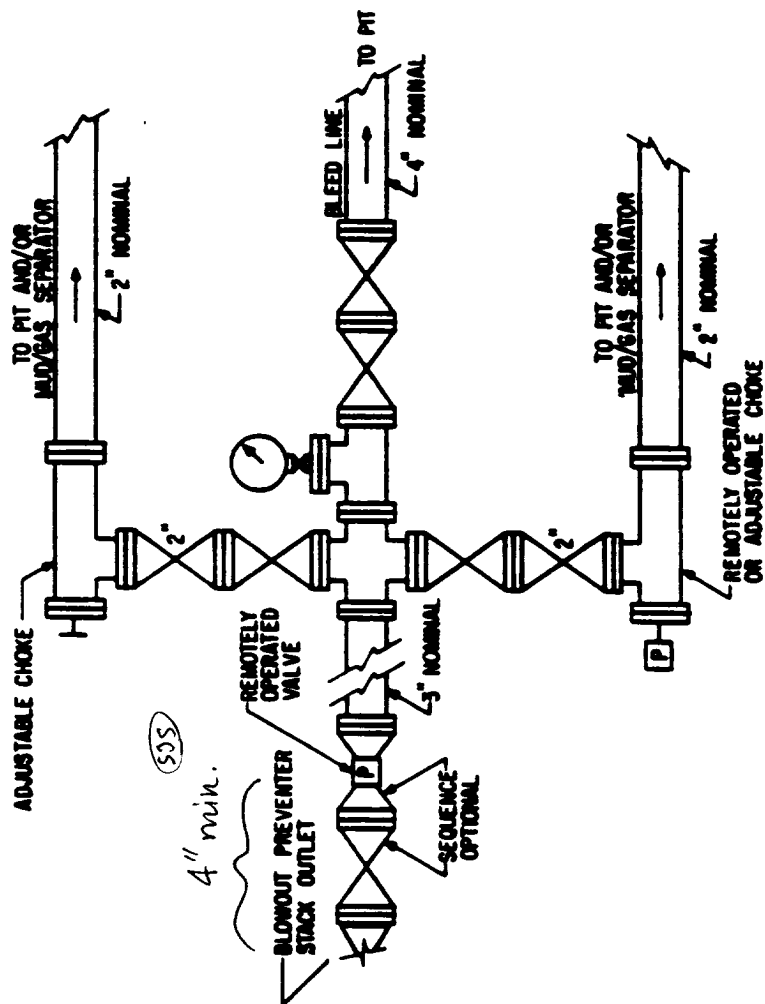 ADJUSTABLE CHOKE
TO PIT AND/OR
MUD/GAS SEPARATOR
2" NOMINAL
2"
SJS
4" min.
BLOWOUT PREVENTER
STACK OUTLET
REMOTELY
OPERATED
VALVE
P
SEQUENCE
OPTIONAL
3" NOMINAL
BLEED LINE
TO PIT
4" NOMINAL
2"
TO PIT AND/OR
MUD/GAS SEPARATOR
2" NOMINAL
P
REMOTELY OPERATED
OR ADJUSTABLE CHOKE